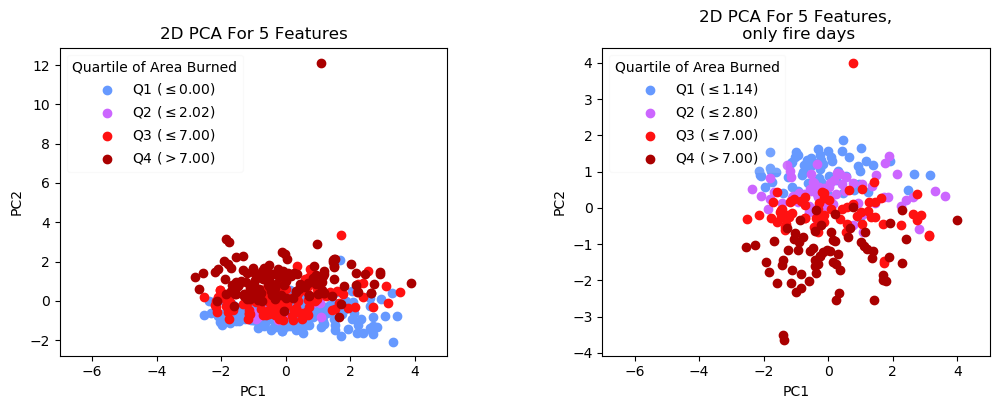 2D PCA For 5 Features
Quartile of Area Burned
Q1 (≤0.00)
Q2 (≤2.02)
Q3 (≤7.00)
Q4 (>7.00)
12
10
8
6
4
2
0
−2
PC2
−6
−4
−2
0
2
4
PC1
2D PCA For 5 Features,
only fire days
Quartile of Area Burned
Q1 (≤1.14)
Q2 (≤2.80)
Q3 (≤7.00)
Q4 (>7.00)
4
3
2
1
0
−1
−2
−3
−4
PC2
−6
−4
−2
0
2
4
PC1